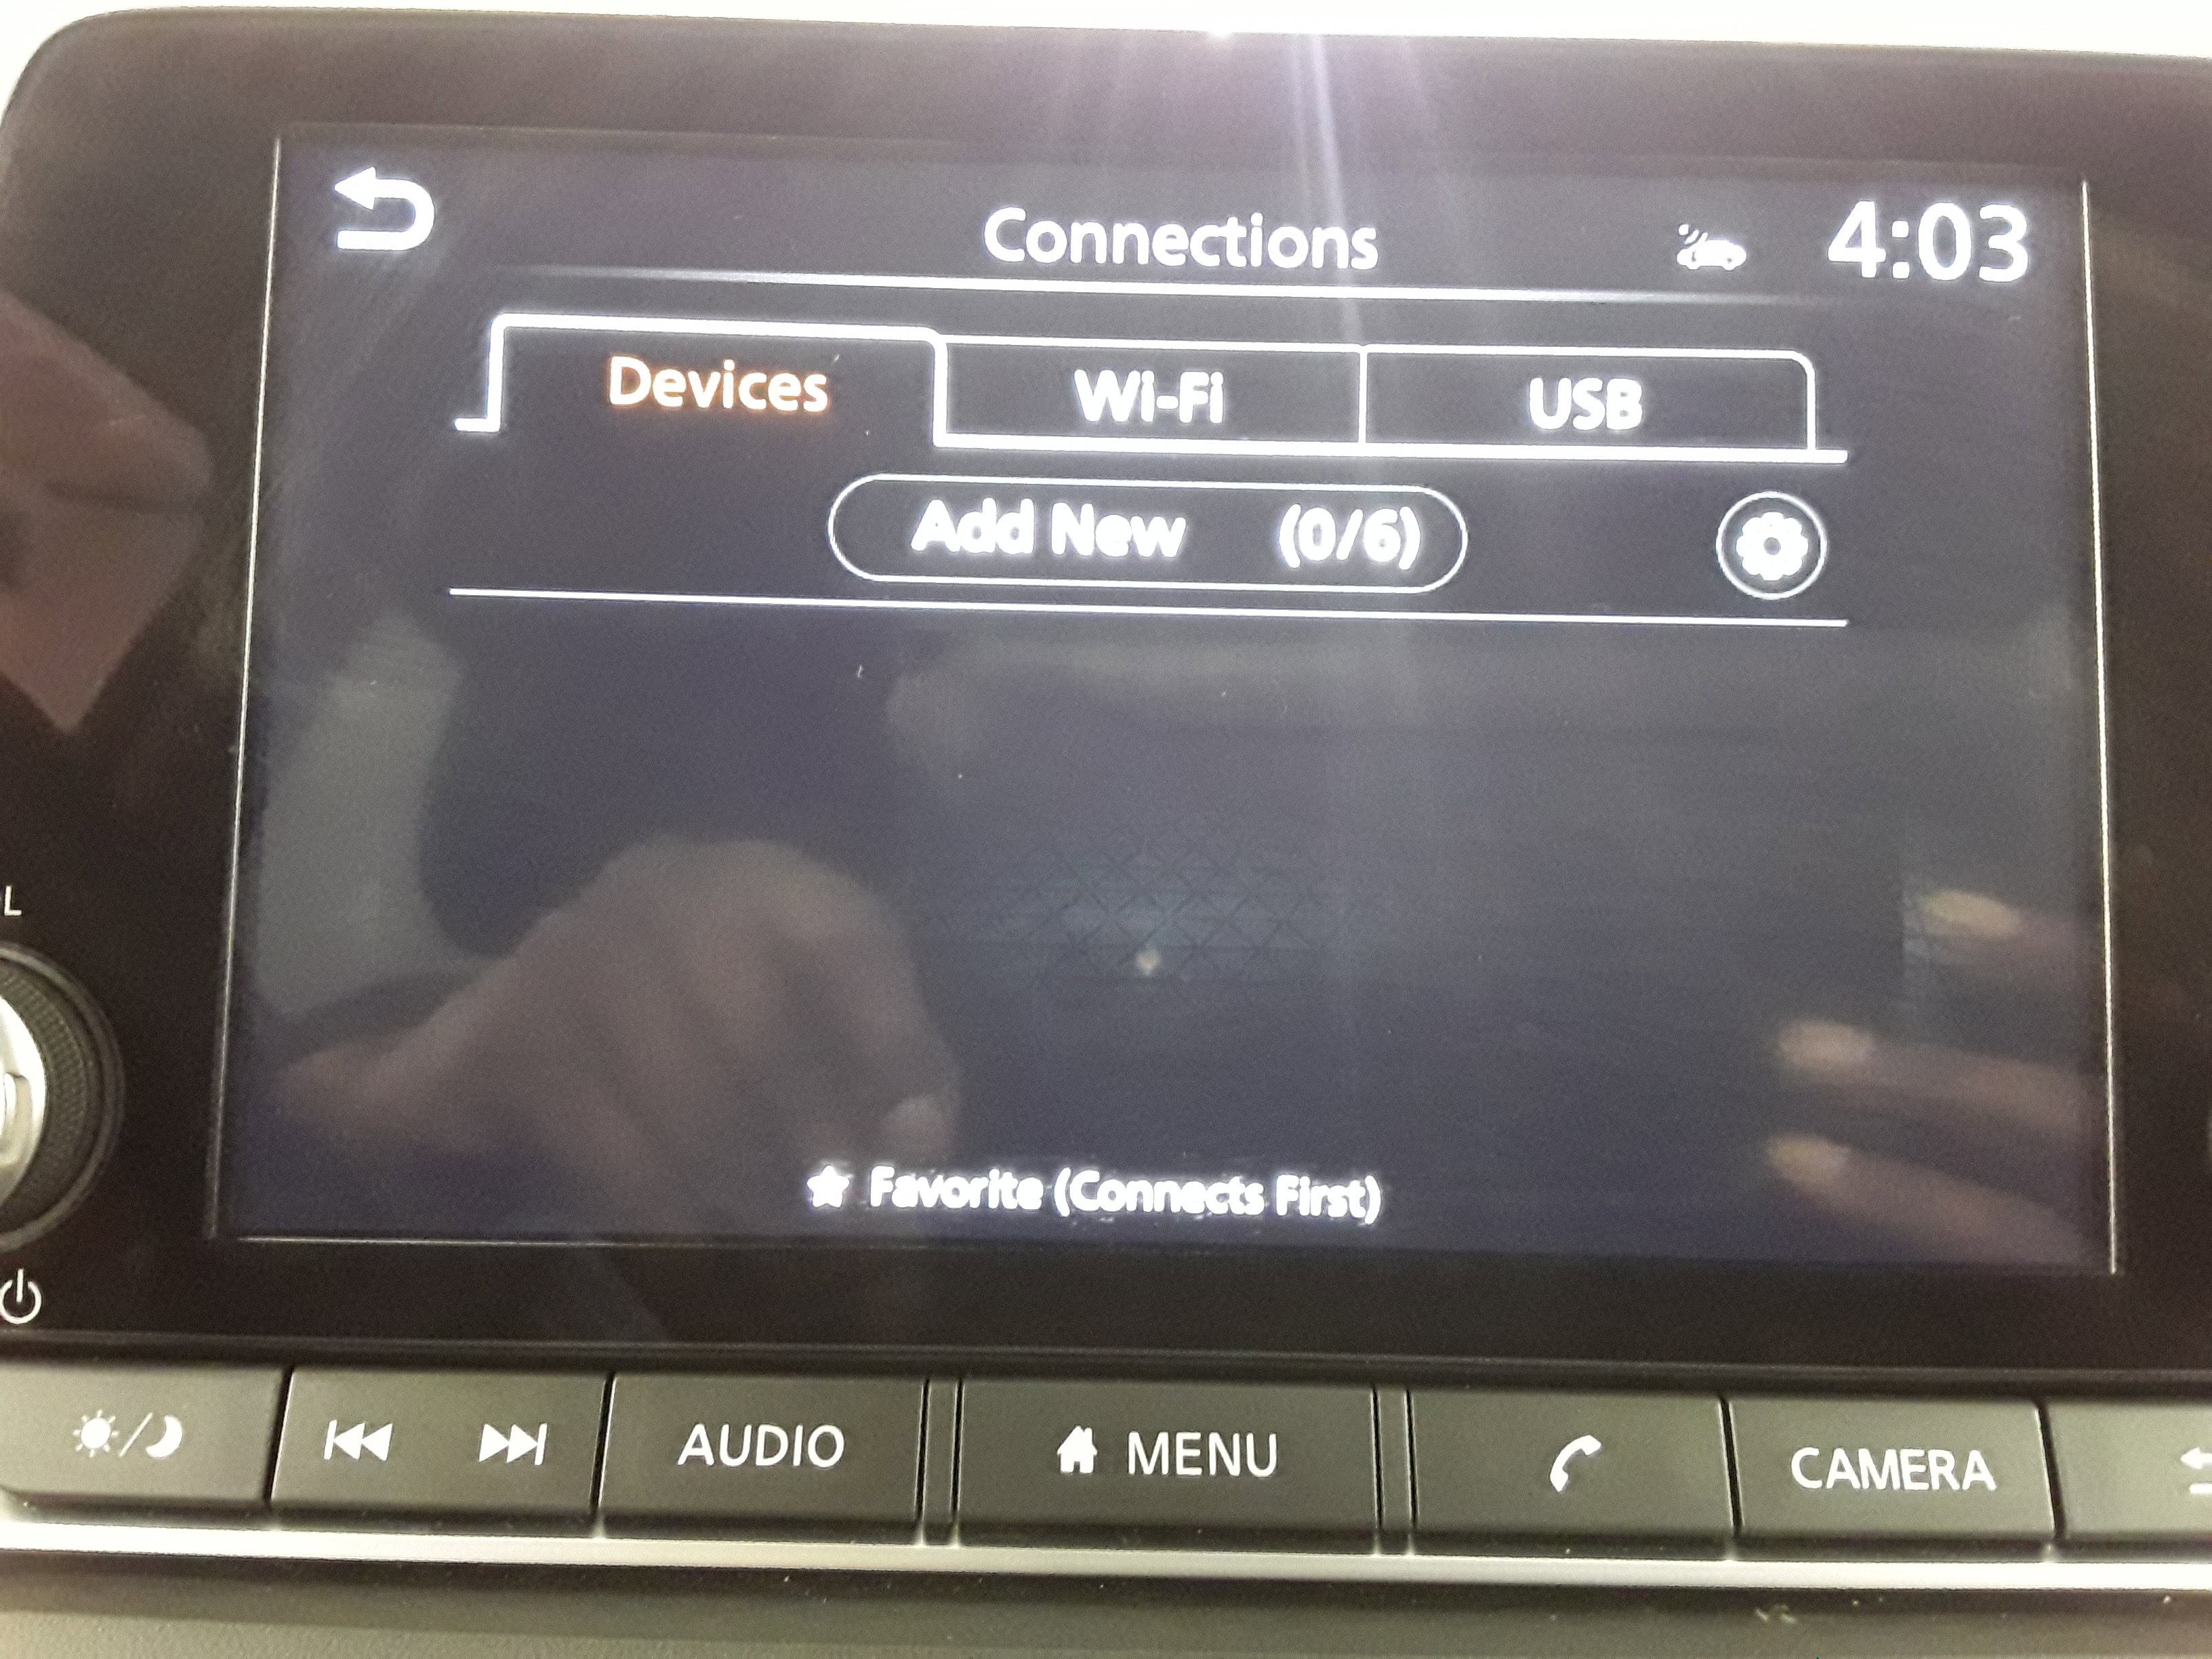 Connections 4:03
Devices Wi-Fi USB
Add New (0/6)
Favorite (Connects First)
AUDIO MENU CAMERA